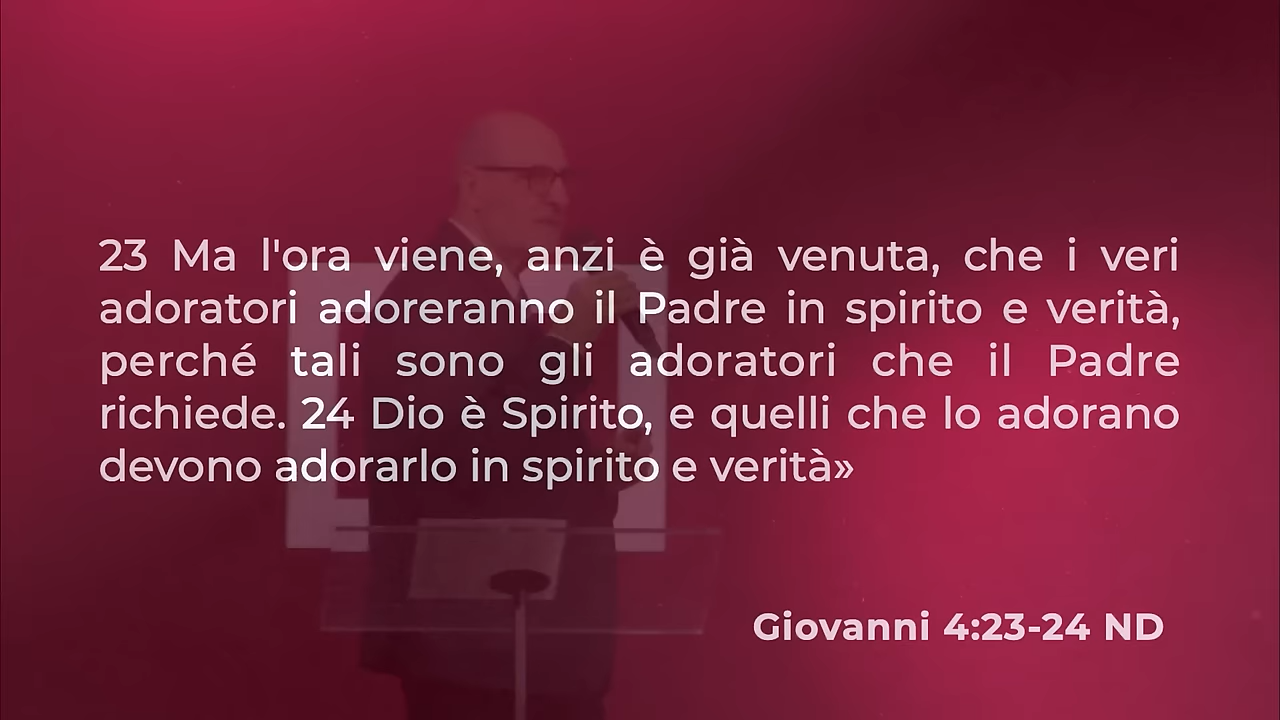 23 Ma l'ora viene, anzi è già venuta, che i veri
adoratori adoreranno il Padre in spirito e verità,
perché tali sono gli adoratori che il Padre
richiede. 24 Dio è Spirito, e quelli che lo adorano
devono adorarlo in spirito e verità»
Giovanni 4:23-24 ND